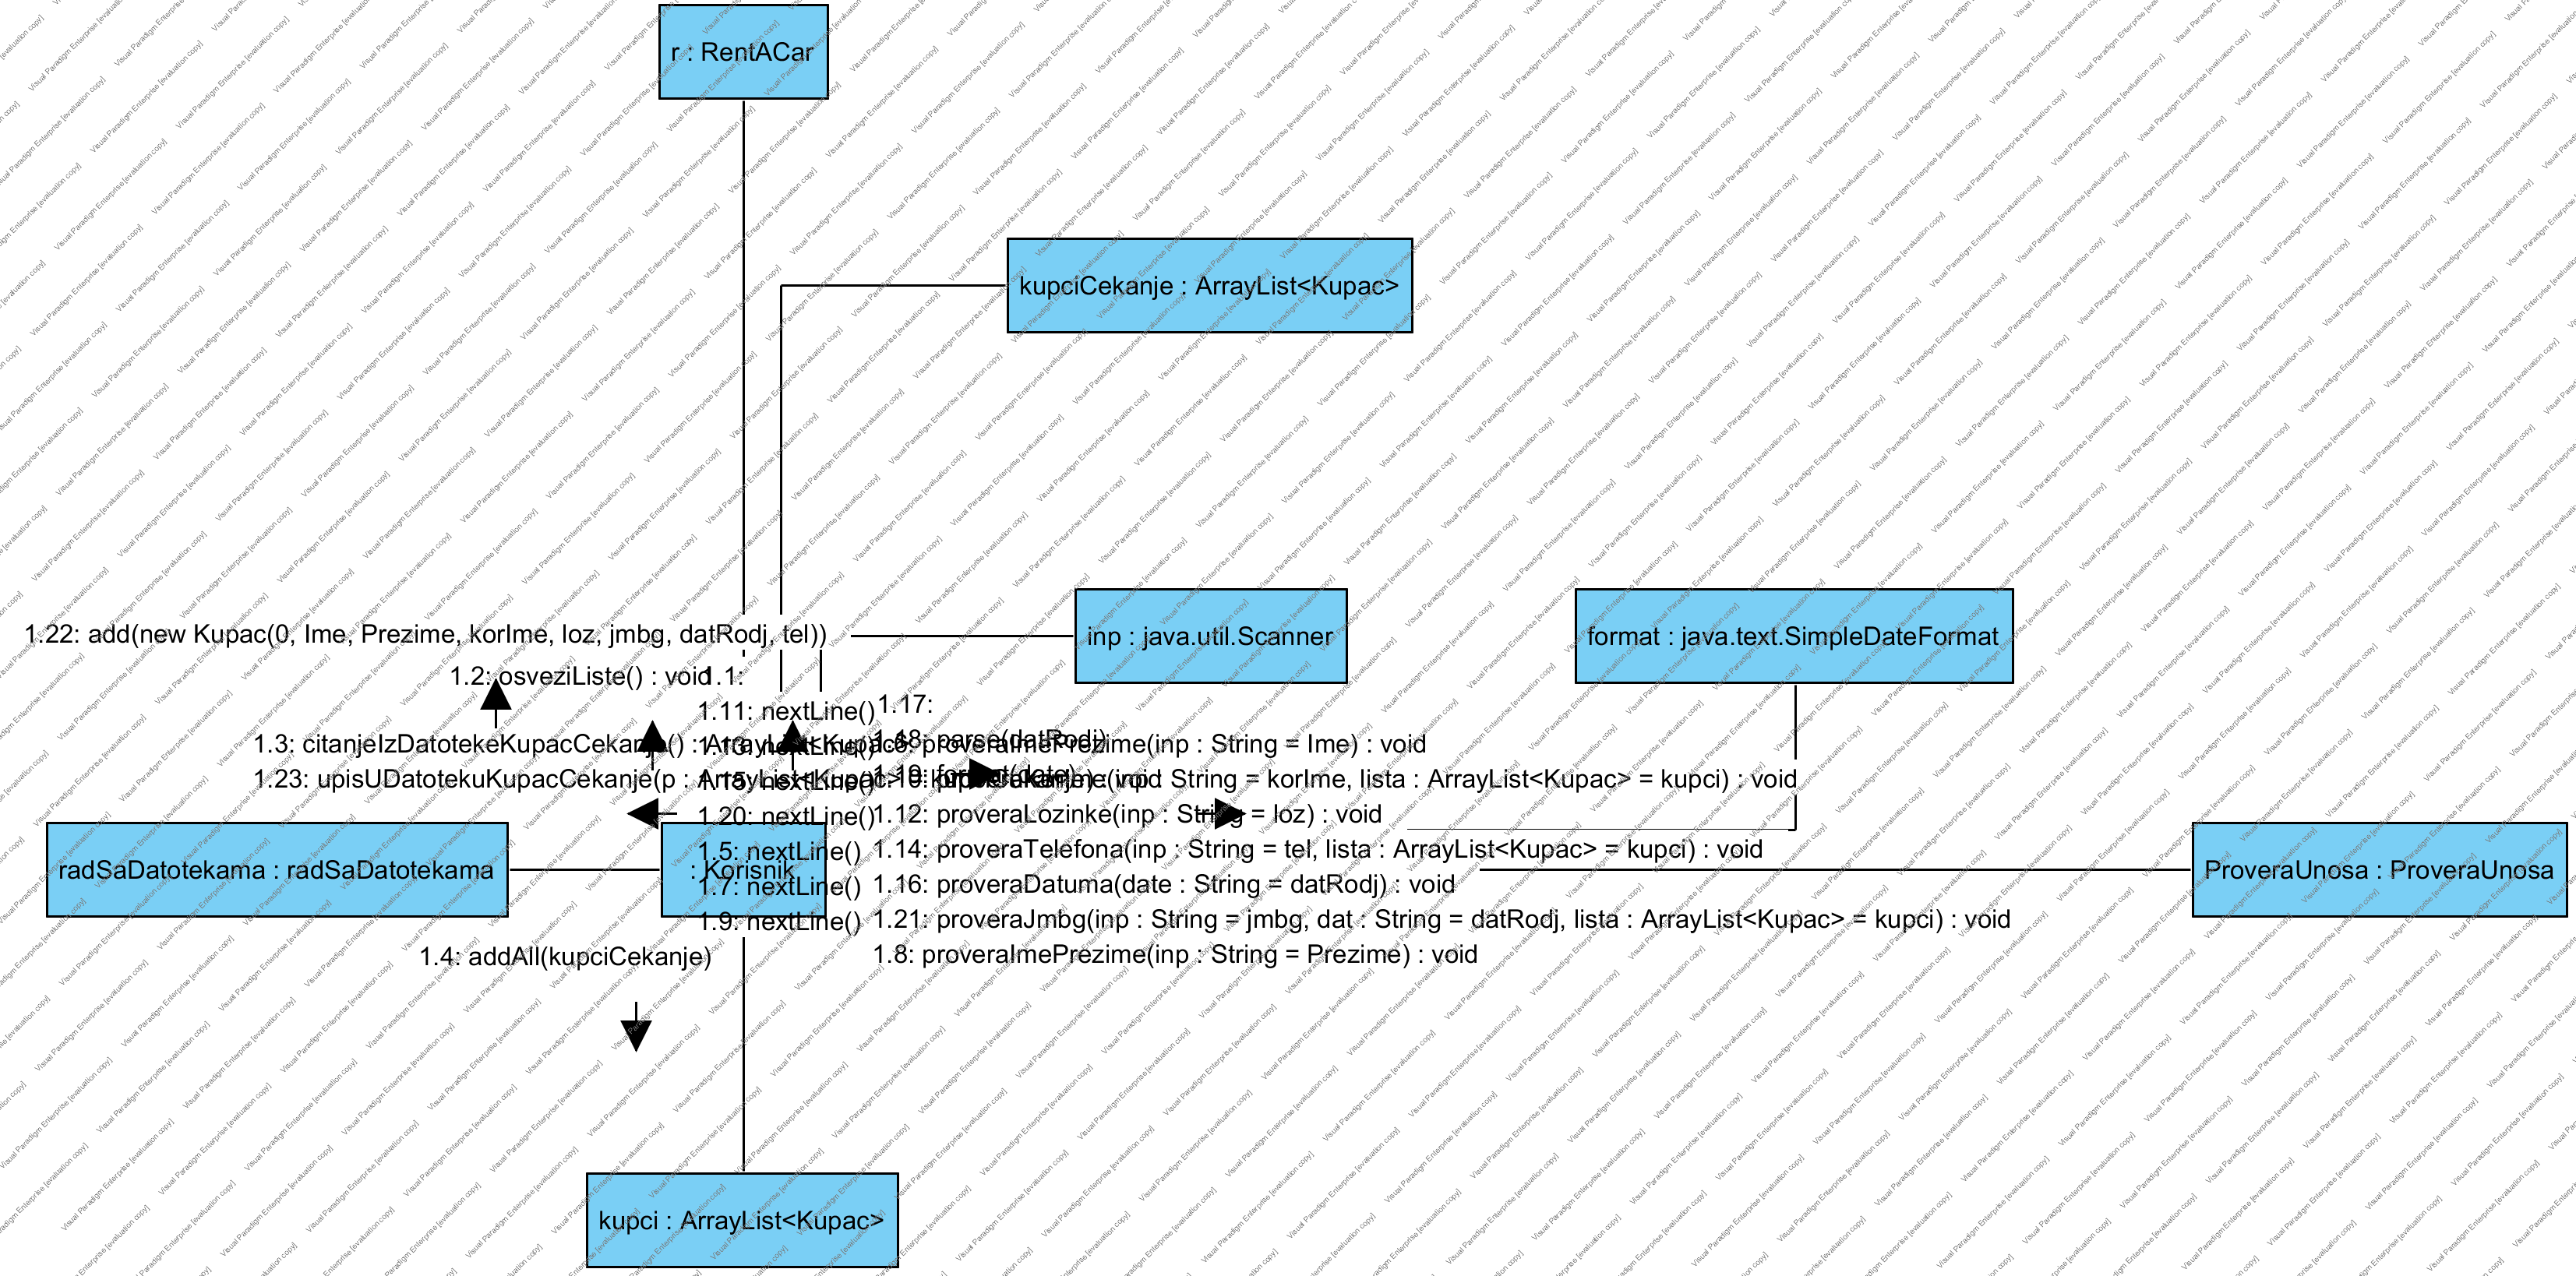 r : RentACar
kupciCekanje : ArrayList<Kupac>
inp : java.util.Scanner
format : java.text.SimpleDateFormat
1.22: add(new Kupac(0, Ime, Prezime, korIme, loz, jmbg, datRodj, tel))
1.2: osveziListe() : void
1.1:
1.11: nextLine()
1.17:
1.3: citanjeIzDatotekeKupacCekanje() : ArrayList<Kupac>
1.13: nextLine()
1.18: parse(datRodj)
1.6: proveraImePrezime(inp : String = Ime) : void
1.23: upisUDatotekuKupacCekanje(p : ArrayList<Kupac> = kupciCekanje) : void
1.15: nextLine()
1.19: format(date)
1.10: (inp : String = korIme, lista : ArrayList<Kupac> = kupci) : void
1.20: nextLine()
1.12: proveraLozinke(inp : String = loz) : void
1.5: nextLine()
1.14: proveraTelefona(inp : String = tel, lista : ArrayList<Kupac> = kupci) : void
radSaDatotekama : radSaDatotekama
: Korisnik
1.7: nextLine()
1.16: proveraDatuma(date : String = datRodj) : void
ProveraUnosa : ProveraUnosa
1.9: nextLine()
1.21: proveraJmbg(inp : String = jmbg, dat : String = datRodj, lista : ArrayList<Kupac> = kupci) : void
1.4: addAll(kupciCekanje)
1.8: proveraImePrezime(inp : String = Prezime) : void
kupci : ArrayList<Kupac>
Visual Paradigm Enterprise [evaluation copy]